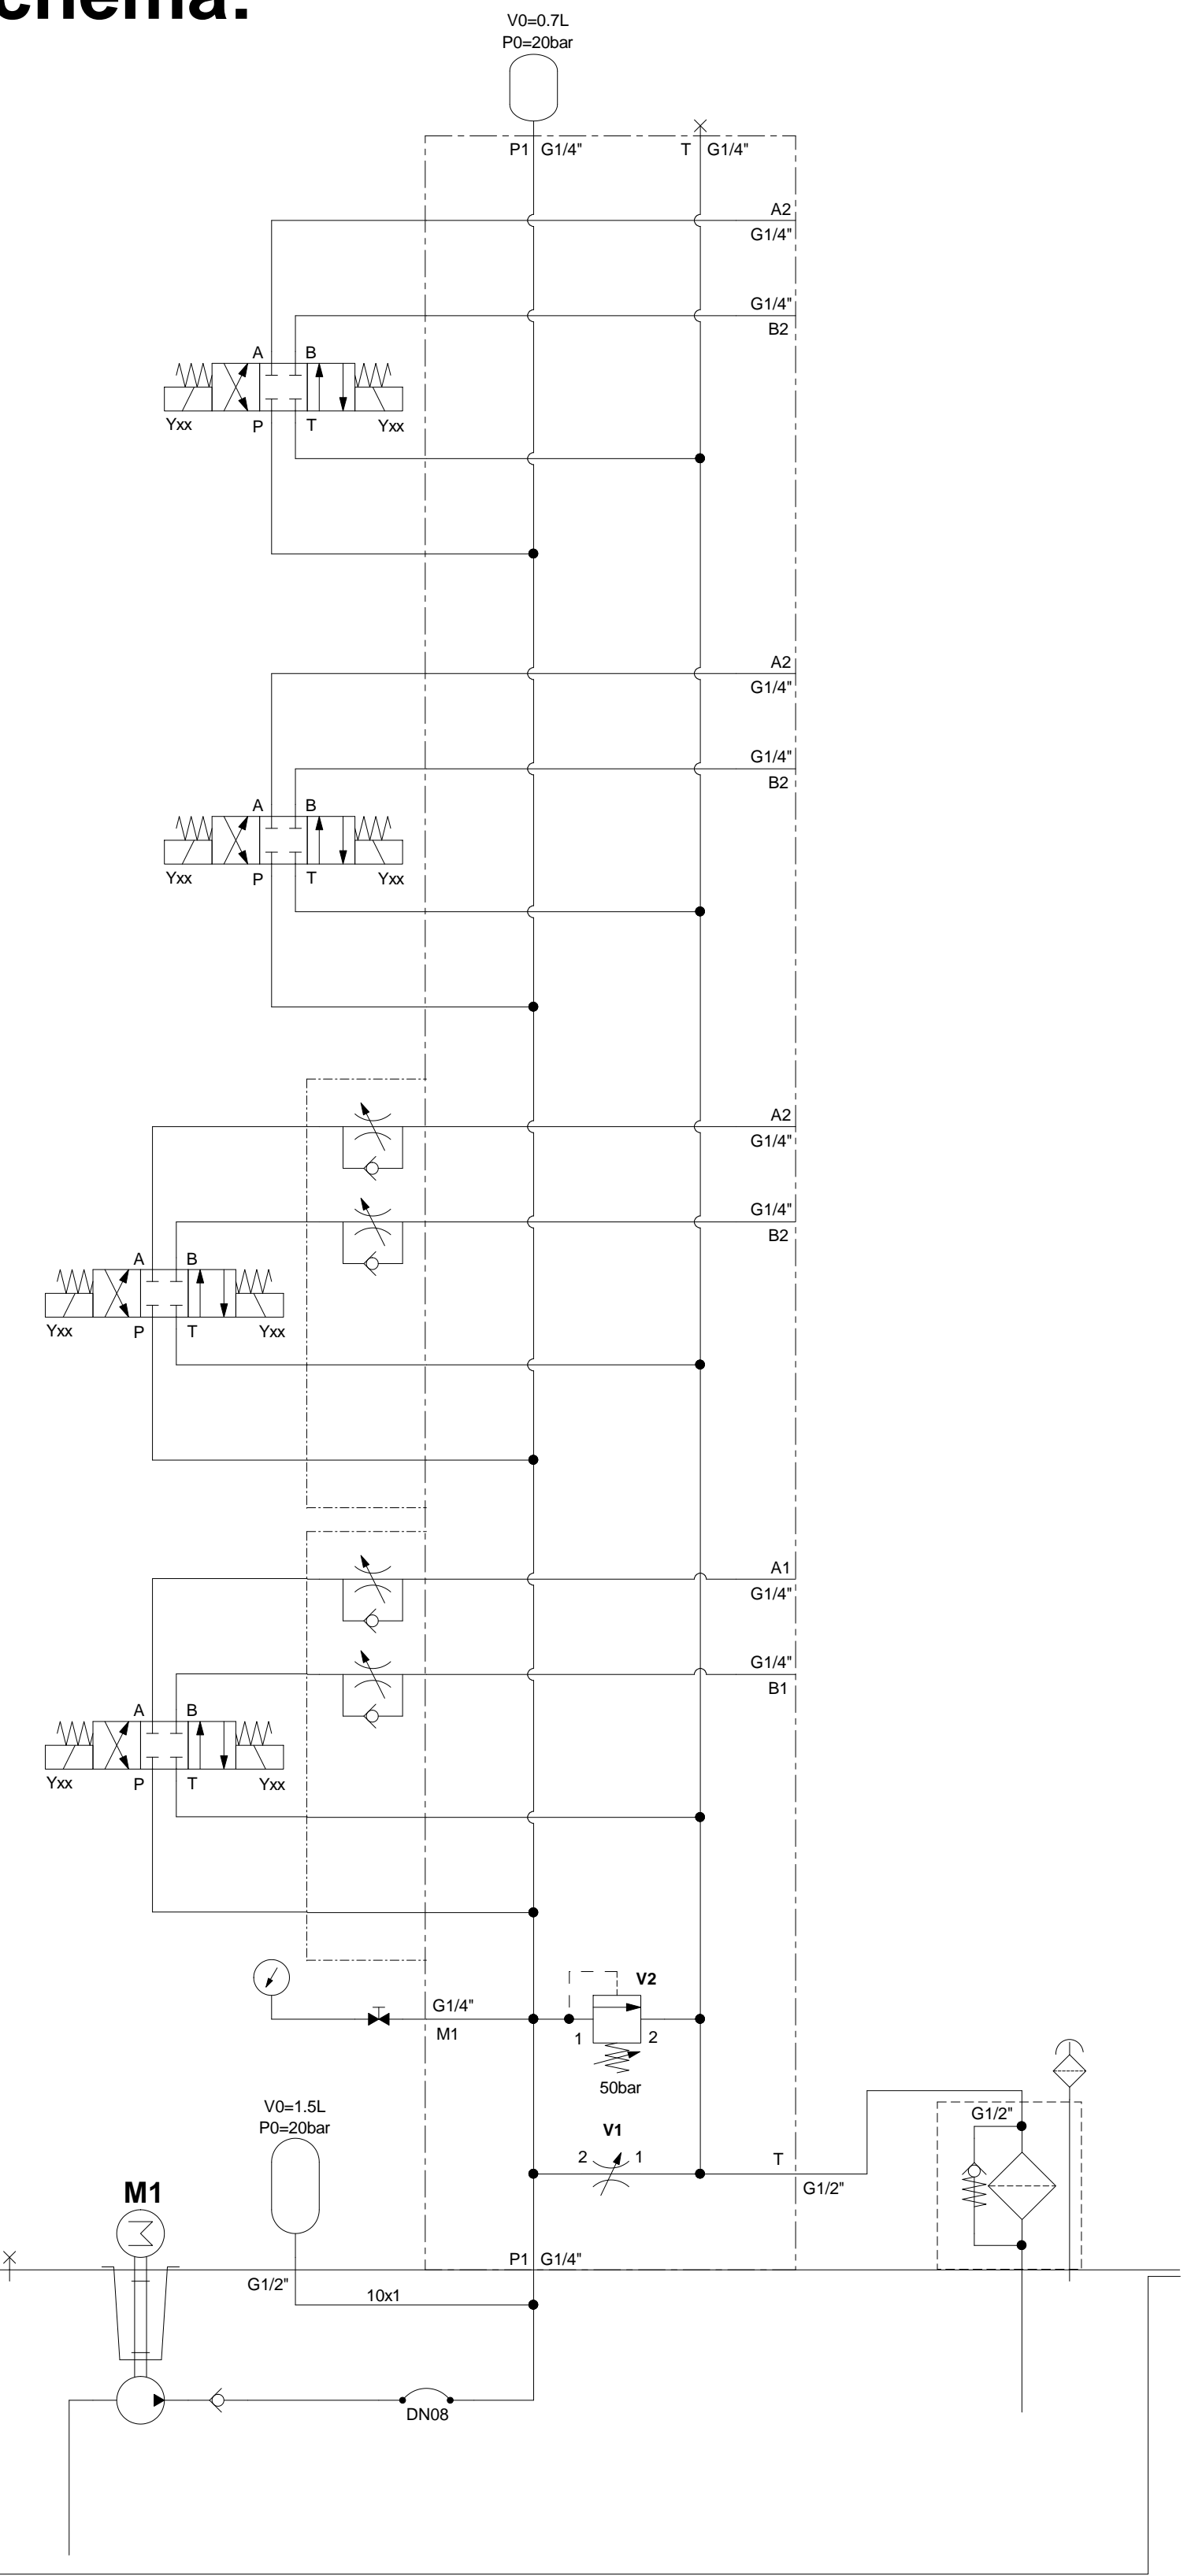 chema:
V0=0.7L
P0=20bar
P1 G1/4" T G1/4"
A2
G1/4"
G1/4"
B2
A B
Yxx P T Yxx
A2
G1/4"
G1/4"
B2
A B
Yxx P T Yxx
A2
G1/4"
G1/4"
B2
A B
Yxx P T Yxx
A1
G1/4"
G1/4"
B1
A B
Yxx P T Yxx
V2
G1/4"
M1
1 2
50bar
V0=1.5L
P0=20bar
G1/2"
V1
2 1
T
G1/2"
M1
P1 G1/4"
G1/2"
10x1
DN08